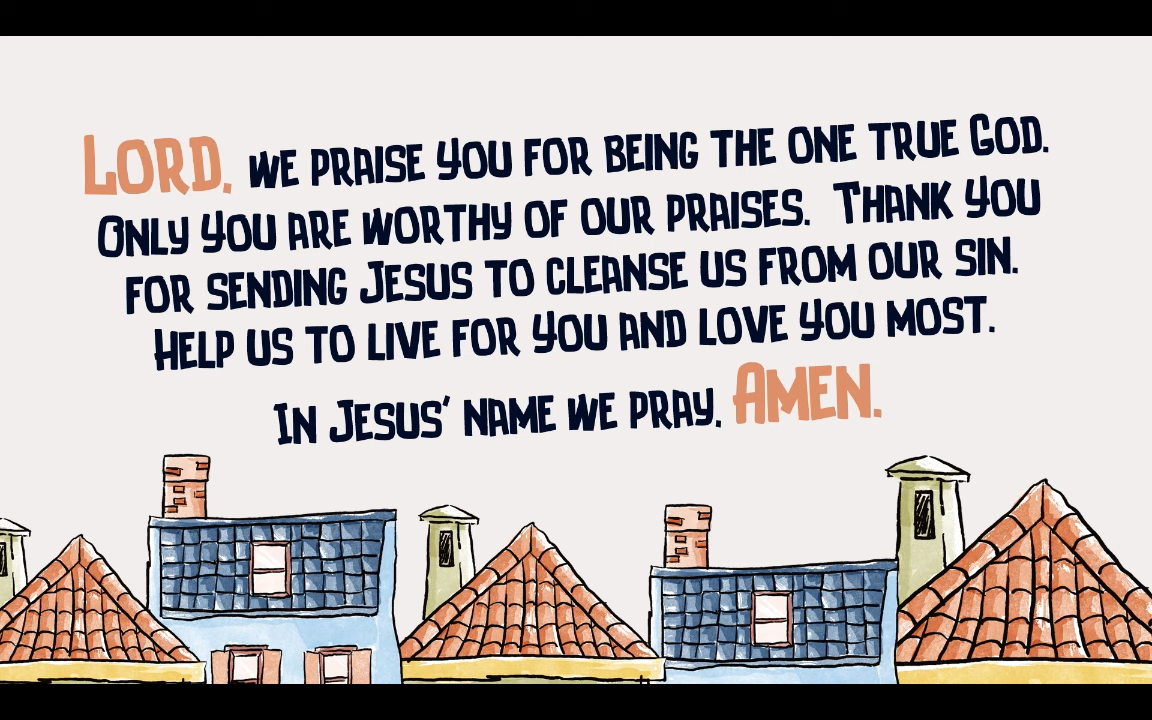 Lord, we praise You for being the one true God.
Only You are worthy of our praises. Thank You
for sending Jesus to cleanse us from our sin.
Help us to live for You and love You most.
In Jesus' name we pray, Amen.